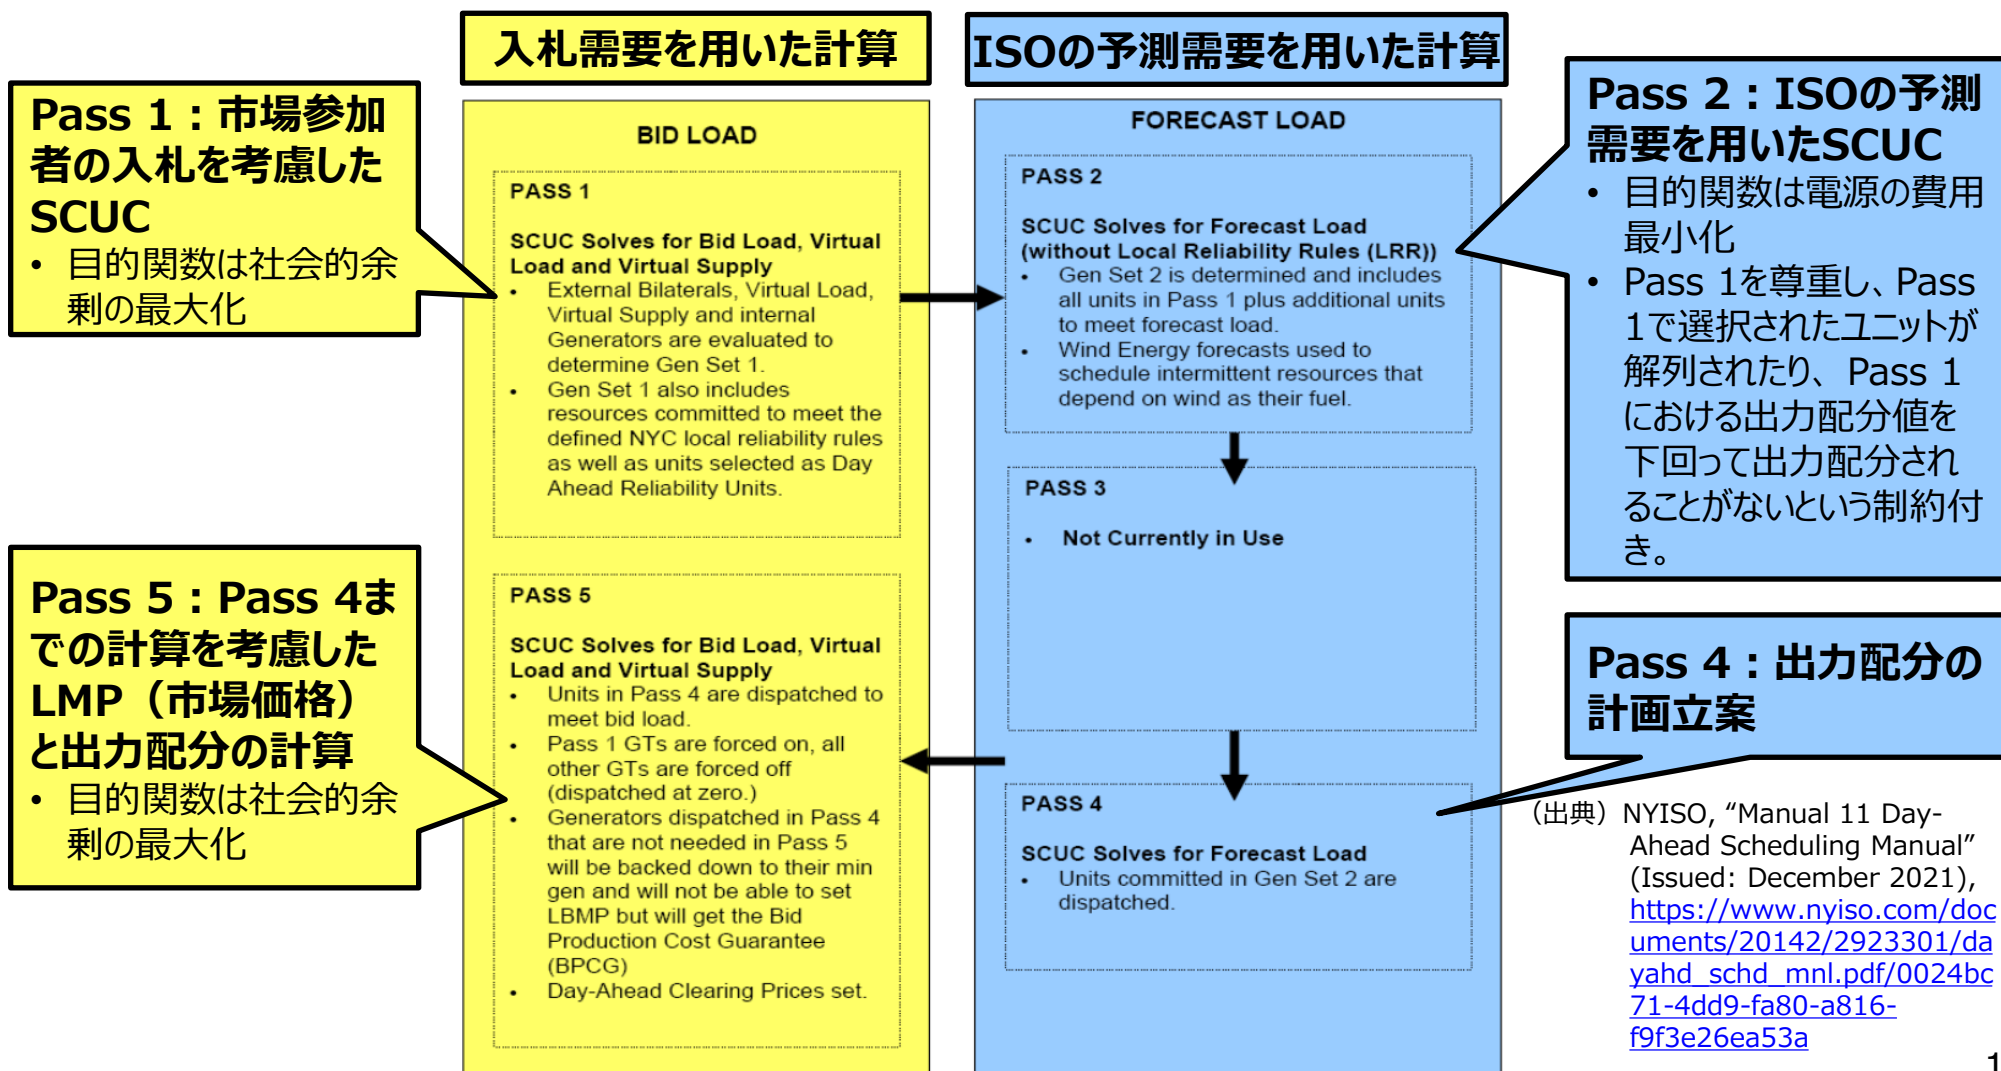 入札需要を用いた計算
ISOの予測需要を用いた計算
Pass 1：市場参加
者の入札を考慮した
SCUC
• 目的関数は社会的余
剰の最大化
Pass 5：Pass 4ま
での計算を考慮した
LMP（市場価格）
と出力配分の計算
• 目的関数は社会的余
剰の最大化
BID LOAD
PASS 1
SCUC Solves for Bid Load, Virtual
Load and Virtual Supply
• External Bilaterals, Virtual Load,
Virtual Supply and internal
Generators are evaluated to
determine Gen Set 1.
• Gen Set 1 also includes
resources committed to meet the
defined NYC local reliability rules
as well as units selected as Day
Ahead Reliability Units.
PASS 5
SCUC Solves for Bid Load, Virtual
Load and Virtual Supply
• Units in Pass 4 are dispatched to
meet bid load.
• Pass 1 GTs are forced on, all
other GTs are forced off
(dispatched at zero.)
• Generators dispatched in Pass 4
that are not needed in Pass 5
will be backed down to their min
gen and will not be able to set
LBMP but will get the Bid
Production Cost Guarantee
(BPCG)
• Day-Ahead Clearing Prices set.
FORECAST LOAD
PASS 2
SCUC Solves for Forecast Load
(without Local Reliability Rules (LRR))
• Gen Set 2 is determined and includes
all units in Pass 1 plus additional units
to meet forecast load.
• Wind Energy forecasts used to
schedule intermittent resources that
depend on wind as their fuel.
PASS 3
• Not Currently in Use
PASS 4
SCUC Solves for Forecast Load
• Units committed in Gen Set 2 are
dispatched.
Pass 2：ISOの予測
需要を用いたSCUC
• 目的関数は電源の費用
最小化
• Pass 1を尊重し、Pass
1で選択されたユニットが
解列されたり、Pass 1
における出力配分値を
下回って出力配分され
ることがないという制約付
き。
Pass 4：出力配分の
計画立案
（出典）NYISO, “Manual 11 Day-
Ahead Scheduling Manual”
(Issued: December 2021),
https://www.nyiso.com/doc
uments/20142/2923301/da
yahd_schd_mnl.pdf/0024bc
71-4dd9-fa80-a816-
f9f3e26ea53a
1